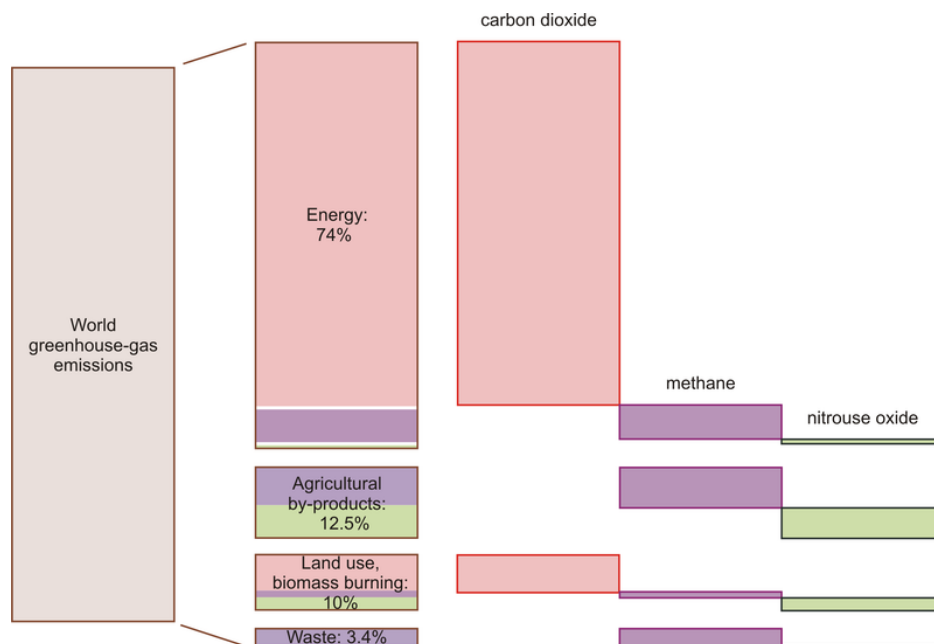 carbon dioxide
Energy:
74%
World
greenhouse-gas
emissions
methane
nitrouse oxide
Agricultural
by-products:
12.5%
Land use,
biomass burning:
10%
Waste: 3.4%